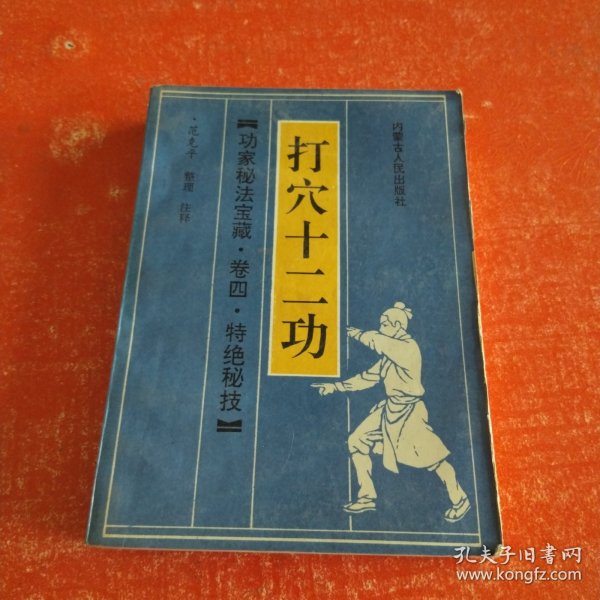 内蒙古人民出版社
打穴十二功
【功家秘法宝藏·卷四·特绝秘技】
·范克平 整理 注释
孔夫子旧书网
www.kongfz.com